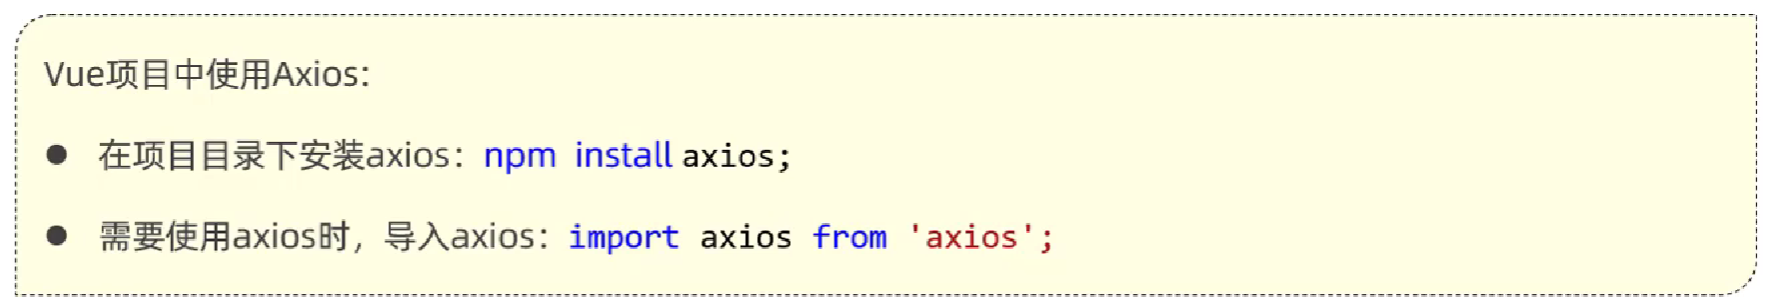 Vue项目中使用Axios：
● 在项目目录下安装axios：npm install axios;
● 需要使用axios时，导入axios：import axios from 'axios';